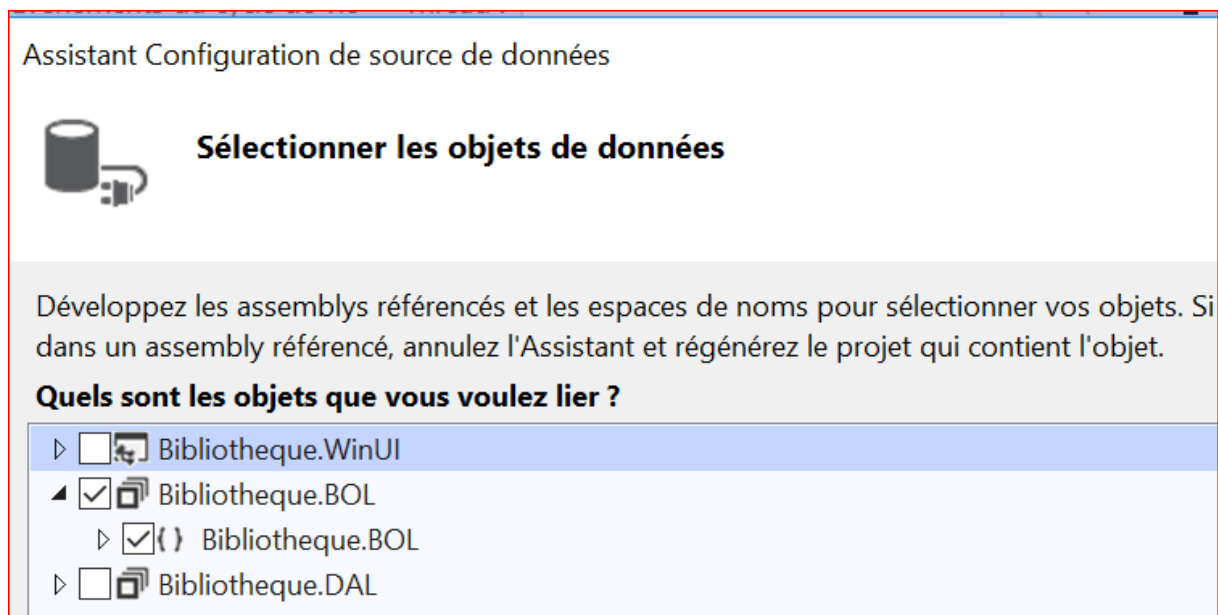 Assistant Configuration de source de données
Sélectionner les objets de données
Développez les assemblys référencés et les espaces de noms pour sélectionner vos objets. Si
dans un assembly référencé, annulez l'Assistant et régénérez le projet qui contient l'objet.
Quels sont les objets que vous voulez lier ?
Bibliotheque.WinUI
Bibliotheque.BOL
{ } Bibliotheque.BOL
Bibliotheque.DAL